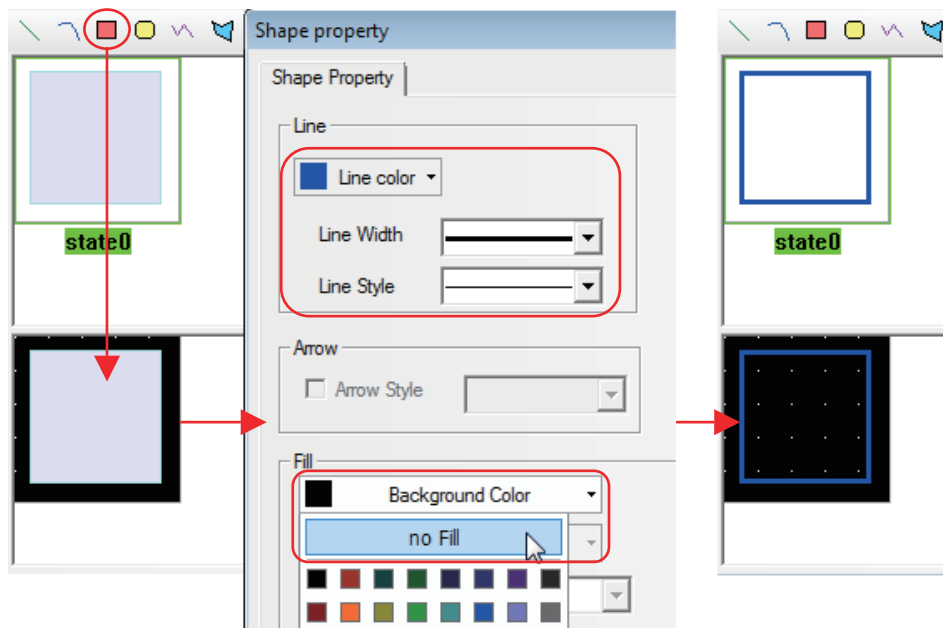 Shape property
Shape Property
Line
Line color
Line Width
Line Style
state0
Arrow
Arrow Style
Fill
Background Color
no Fill
state0